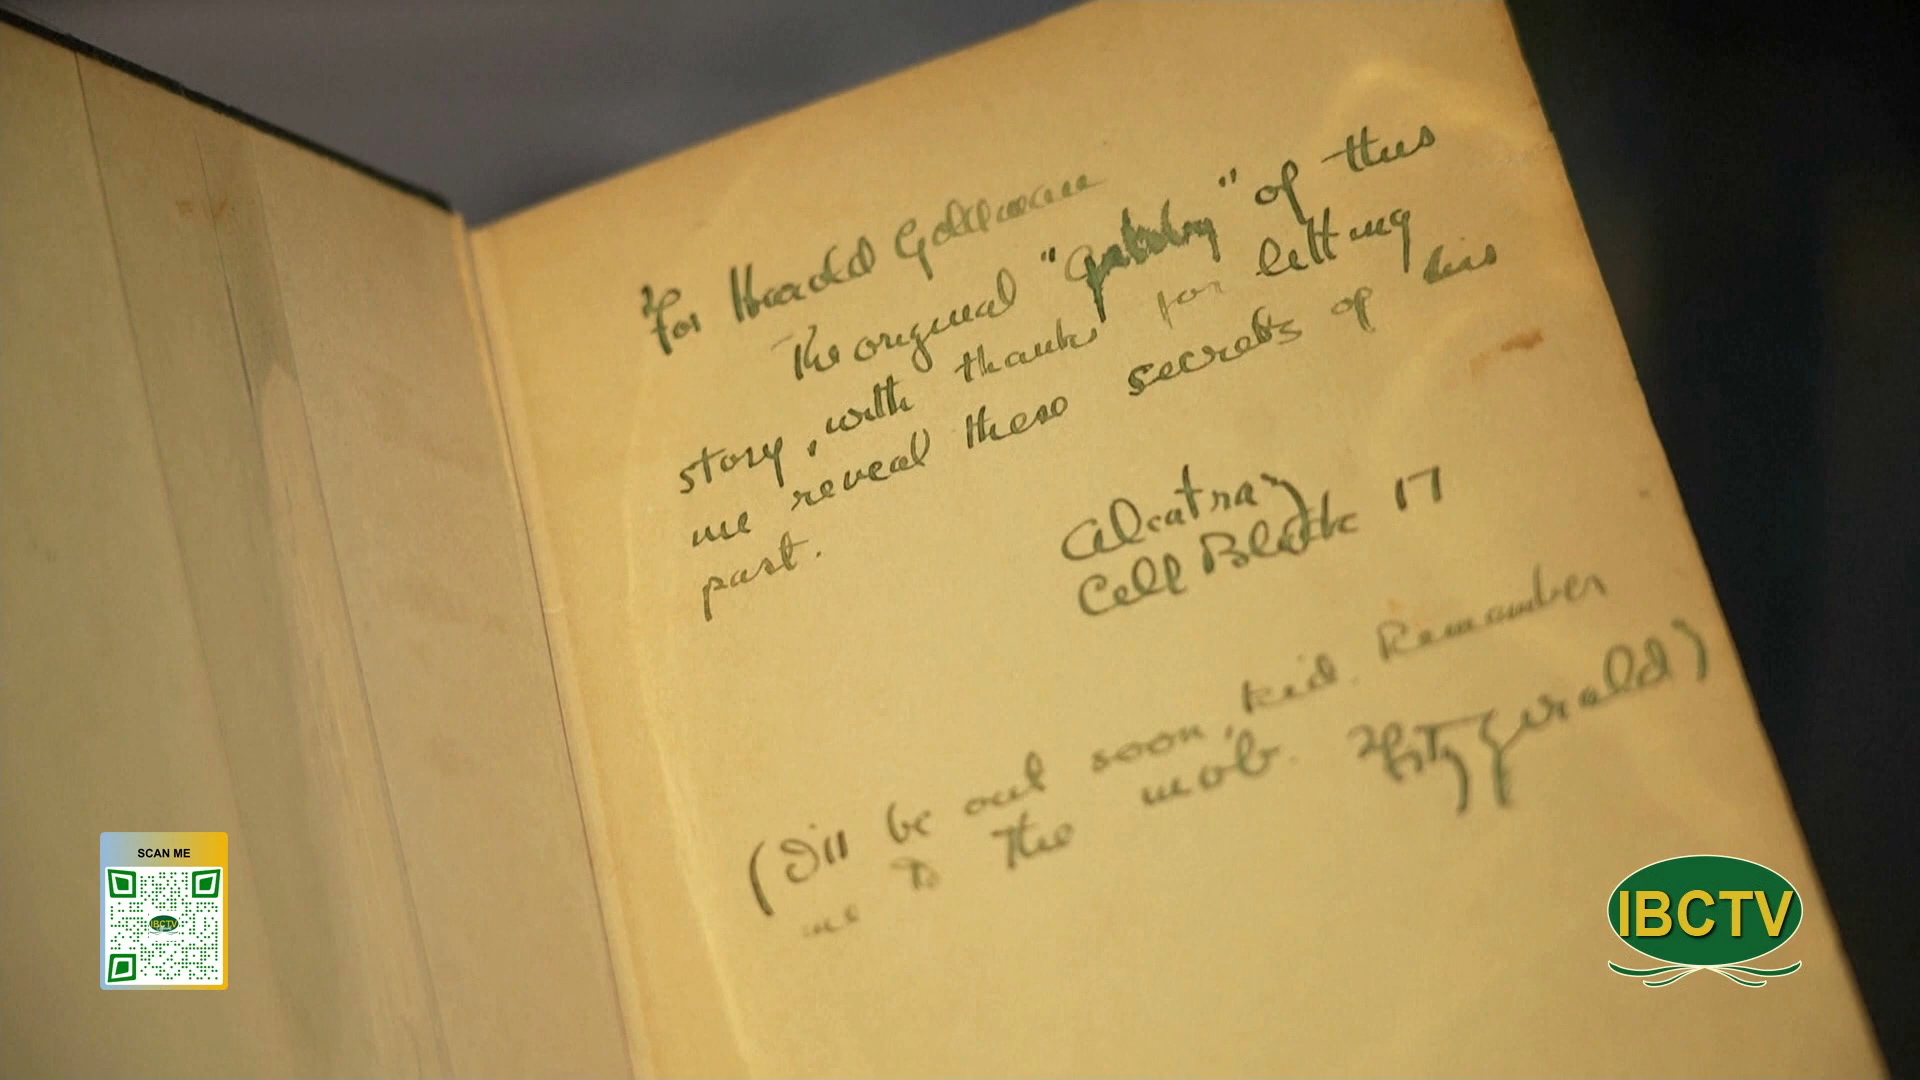 For Harold Goldman
The original "Gatsby" of this
story, with thanks for letting
me reveal these secrets of his
past.
Alcatraz
Cell Block 17
(I'll be out soon, kid. Remember
me to the mob. Fitzgerald)
SCAN ME
IBCTV
IBCTV